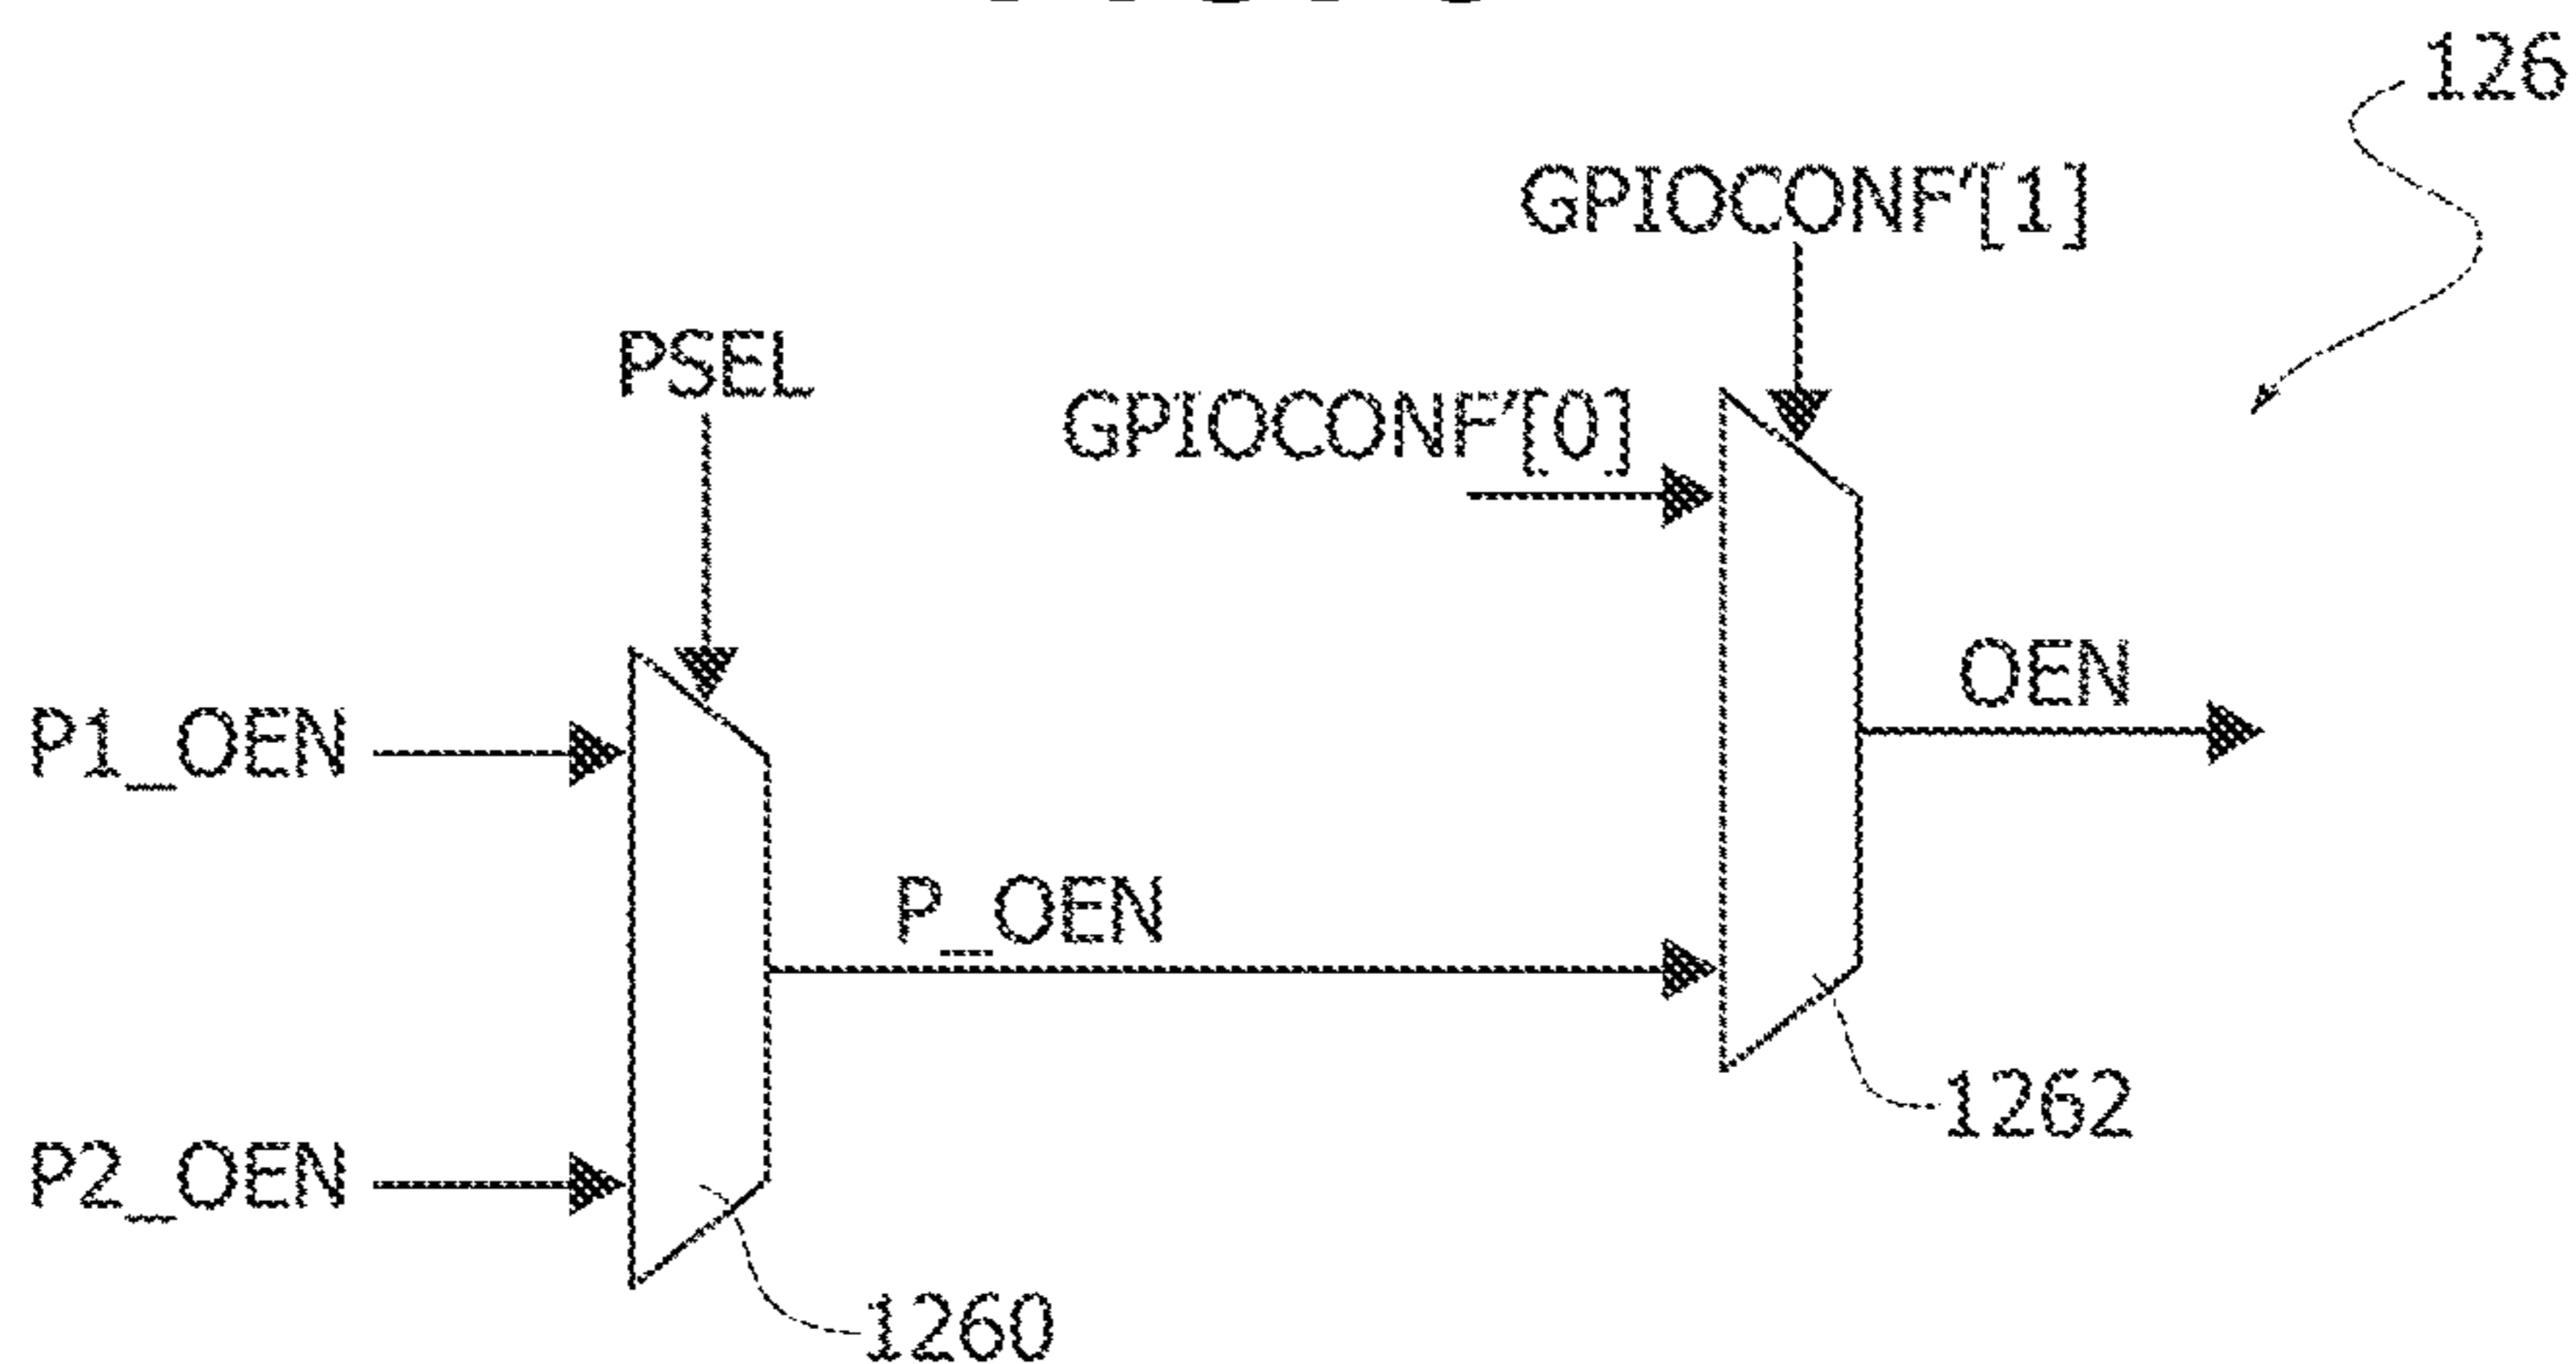 126
GPIOCONF'[1]
PSEL
GPIOCONF'[0]
OEN
P1_OEN
P_OEN
1262
P2_OEN
1260